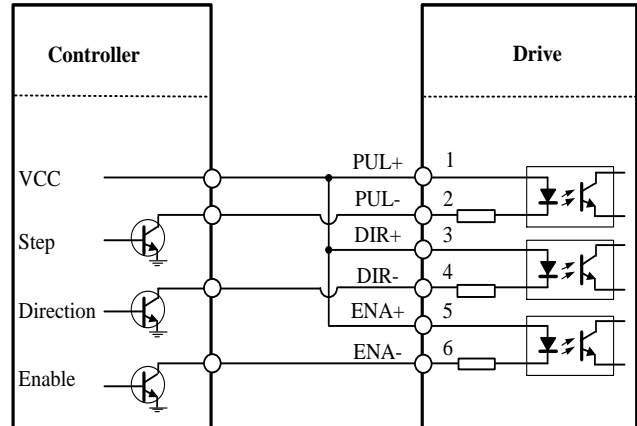 Controller
Drive
VCC
PUL+ 1
PUL- 2
Step
DIR+ 3
DIR- 4
Direction
ENA+ 5
ENA- 6
Enable